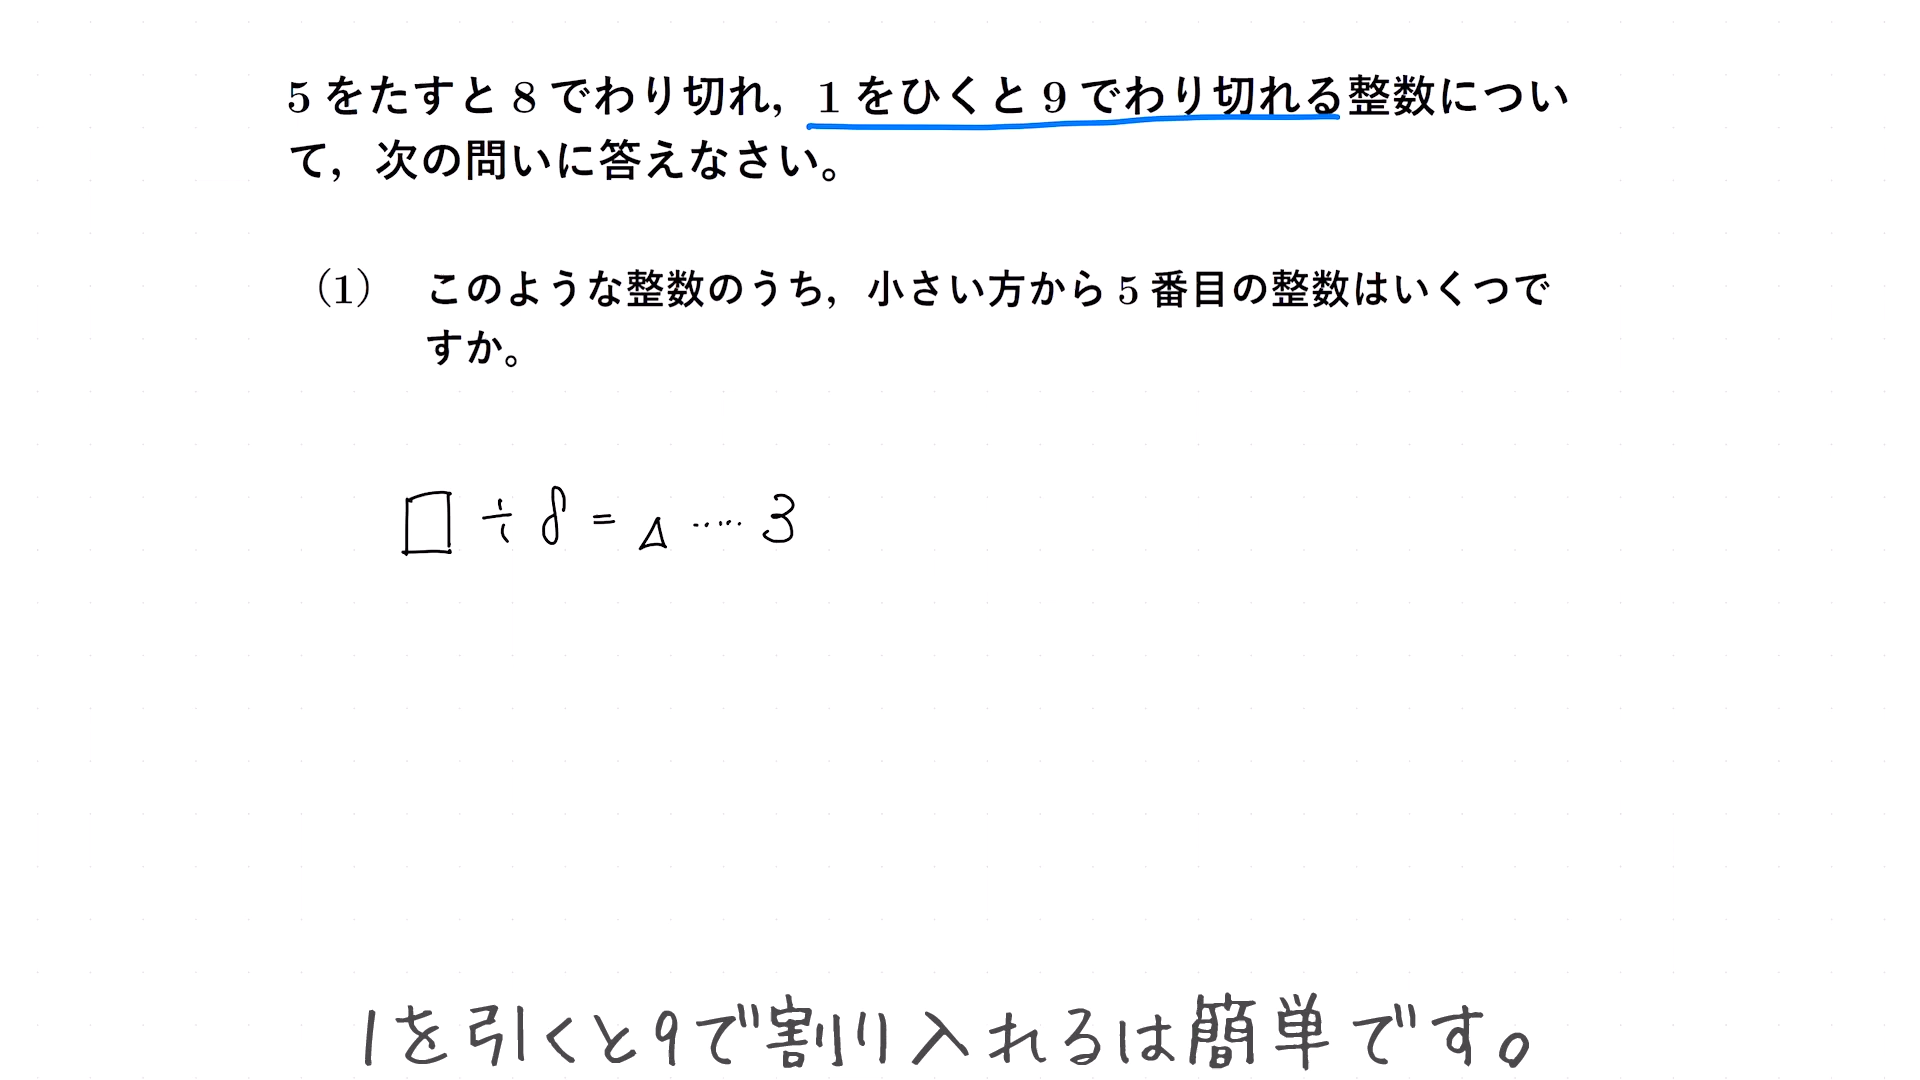 5をたすと8でわり切れ，1をひくと9でわり切れる整数につい
て，次の問いに答えなさい。
（1） このような整数のうち，小さい方から5番目の整数はいくつで
すか。
□ ÷ 8 = △ ····· 3
1を引くと9で割り入れるは簡単です。